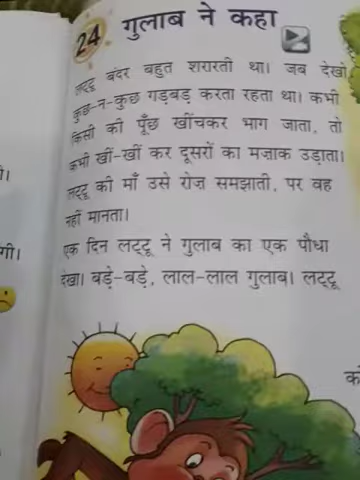 24 गुलाब ने कहा
लट्टू बंदर बहुत शरारती था। जब देखो
कुछ-न-कुछ गड़बड़ करता रहता था। कभी
किसी की पूँछ खींचकर भाग जाता, तो
कभी खीं-खीं कर दूसरों का मज़ाक उड़ाता।
लट्टू की माँ उसे रोज़ समझाती, पर वह
नहीं मानता।
एक दिन लट्टू ने गुलाब का एक पौधा
देखा। बड़े-बड़े, लाल-लाल गुलाब। लट्टू